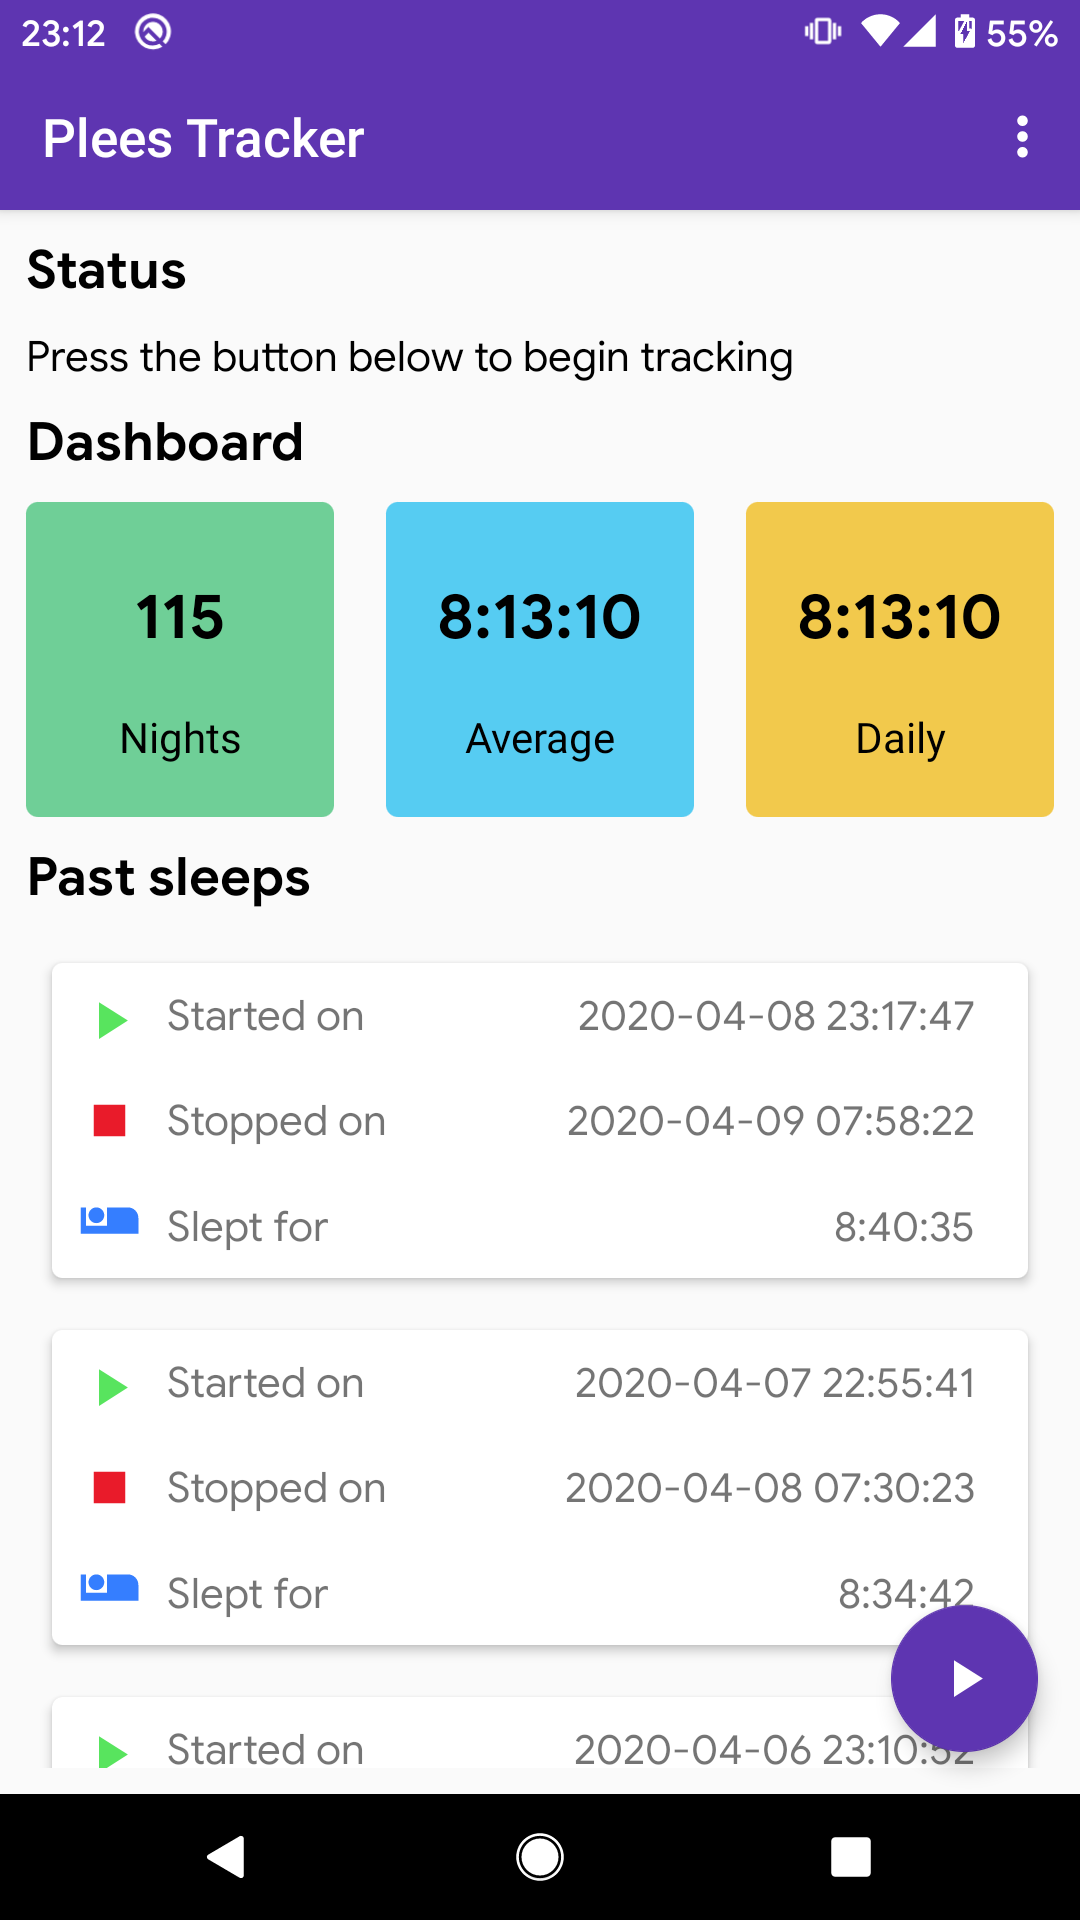 23:12 55%
Plees Tracker
Status
Press the button below to begin tracking
Dashboard
115 8:13:10 8:13:10
Nights Average Daily
Past sleeps
Started on 2020-04-08 23:17:47
Stopped on 2020-04-09 07:58:22
Slept for 8:40:35
Started on 2020-04-07 22:55:41
Stopped on 2020-04-08 07:30:23
Slept for 8:34:42
Started on 2020-04-06 23:10:52